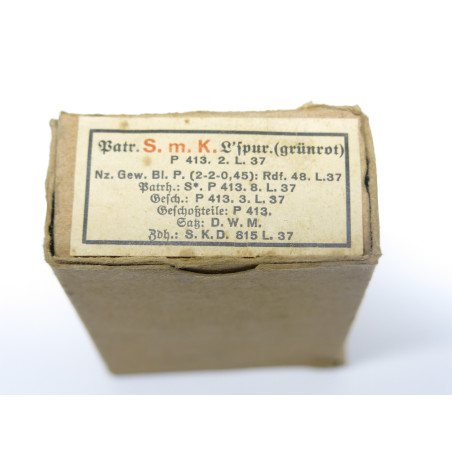 Patr. S. m. K. L'spur. (grünrot)
P 413. 2. L. 37
Nz. Gew. Bl. P. (2-2-0,45): Rdf. 48. L.37
Patrh.: S*. P 413. 8. L. 37
Gesch.: P 413. 3. L. 37
Geschoßteile: P 413.
Satz: D. W. M.
Zdh.: S. K. D. 815 L. 37